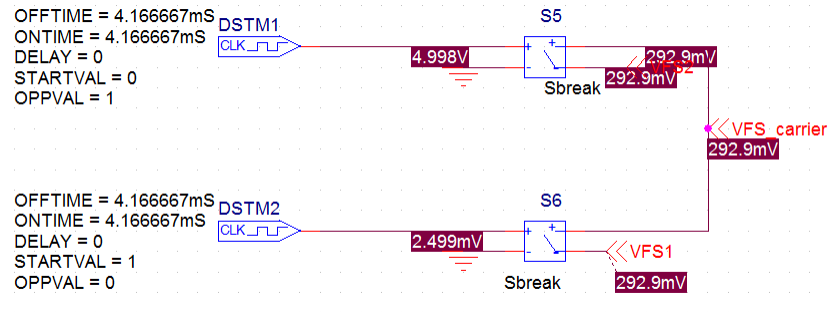 OFFTIME = 4.166667mS
ONTIME = 4.166667mS
DELAY = 0
STARTVAL = 0
OPPVAL = 1
DSTM1
CLK
4.998V
S5
+
+
-
Sbreak
292.9mV
VFS2
292.9mV
VFS_carrier
292.9mV
OFFTIME = 4.166667mS
ONTIME = 4.166667mS
DELAY = 0
STARTVAL = 1
OPPVAL = 0
DSTM2
CLK
2.499mV
S6
+
+
-
Sbreak
VFS1
292.9mV